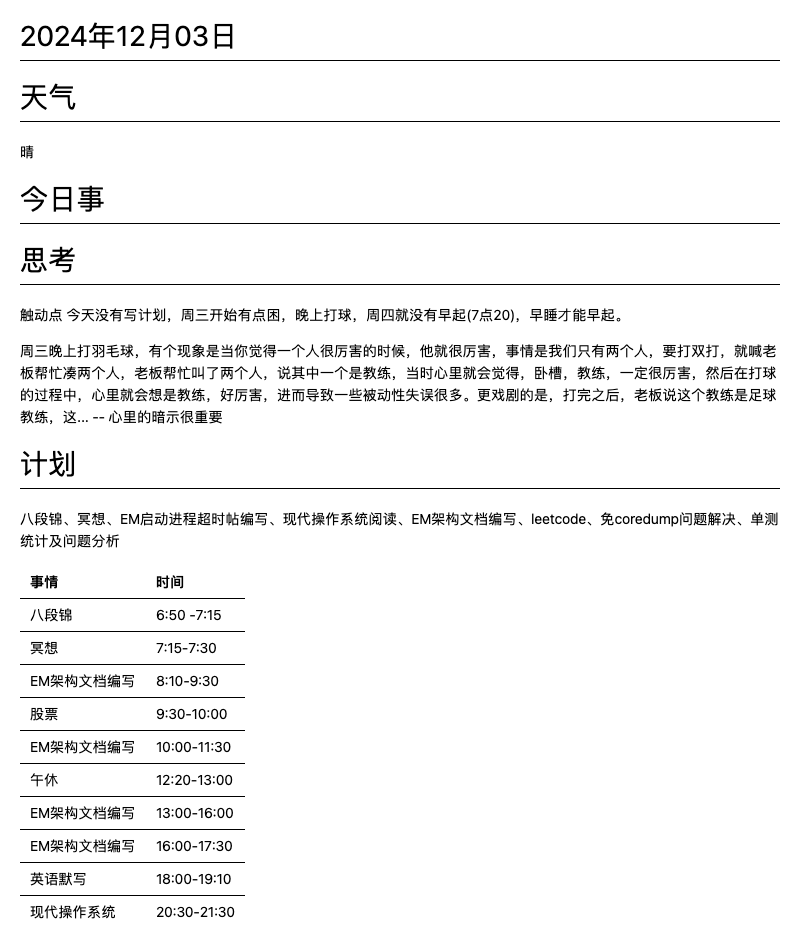 2024年12月03日
天气
晴
今日事
思考
触动点 今天没有写计划，周三开始有点困，晚上打球，周四就没有早起(7点20)，早睡才能早起。
周三晚上打羽毛球，有个现象是当你觉得一个人很厉害的时候，他就很厉害，事情是我们只有两个人，要打双打，就喊老
板帮忙凑两个人，老板帮忙叫了两个人，说其中一个是教练，当时心里就会觉得，卧槽，教练，一定很厉害，然后在打球
的过程中，心里就会想是教练，好厉害，进而导致一些被动性失误很多。更戏剧的是，打完之后，老板说这个教练是足球
教练，这... -- 心里的暗示很重要
计划
八段锦、冥想、EM启动进程超时帖编写、现代操作系统阅读、EM架构文档编写、leetcode、免coredump问题解决、单测
统计及问题分析
事情 时间
八段锦 6:50 -7:15
冥想 7:15-7:30
EM架构文档编写 8:10-9:30
股票 9:30-10:00
EM架构文档编写 10:00-11:30
午休 12:20-13:00
EM架构文档编写 13:00-16:00
EM架构文档编写 16:00-17:30
英语默写 18:00-19:10
现代操作系统 20:30-21:30